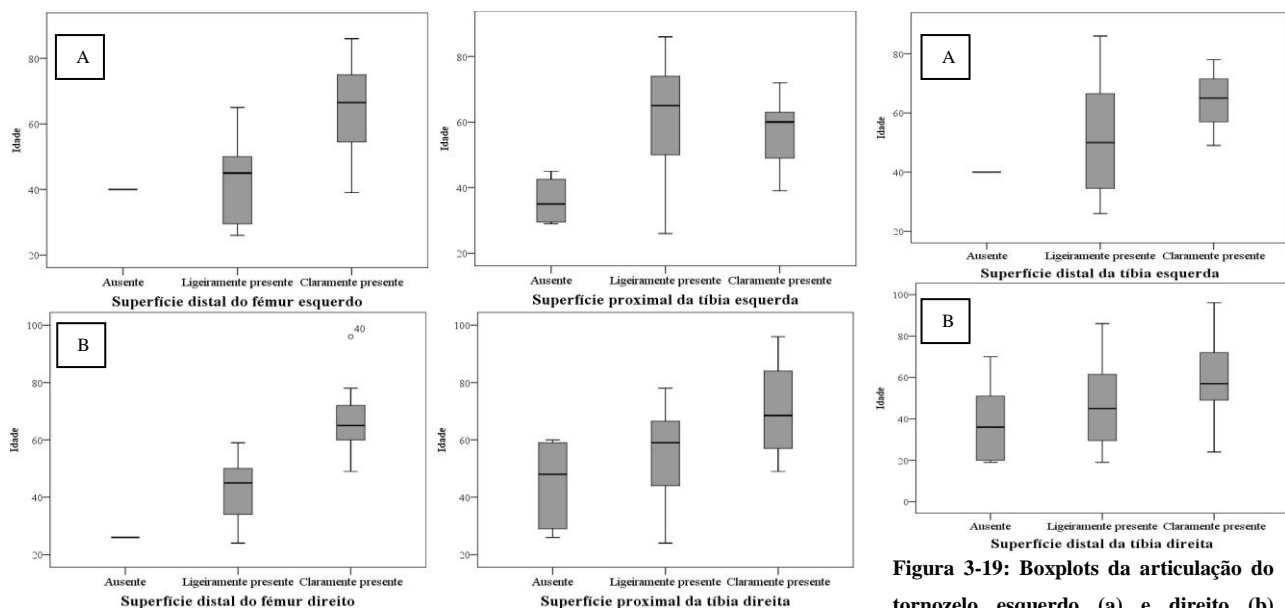 A
80
60
40
20
Idade
Ausente Ligeiramente presente Claramente presente
Superfície distal do fémur esquerdo
80
60
40
20
Idade
Ausente Ligeiramente presente Claramente presente
Superfície proximal da tíbia esquerda
A
80
60
40
20
Idade
Ausente Ligeiramente presente Claramente presente
Superfície distal da tíbia esquerda
B
100
80
60
40
20
Idade
40
Ausente Ligeiramente presente Claramente presente
Superfície distal do fémur direito
100
80
60
40
20
Idade
Ausente Ligeiramente presente Claramente presente
Superfície proximal da tíbia direita
B
100
80
60
40
20
0
Idade
Ausente Ligeiramente presente Claramente presente
Superfície distal da tíbia direita
Figura 3-19: Boxplots da articulação do
tornozelo esquerdo (a) e direito (b)